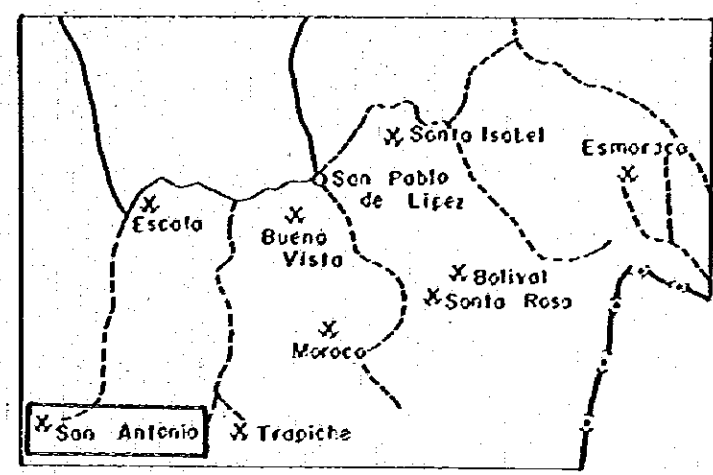 Santa Isabel
Esmoraca
San Pablo
de Lipez
Escala
Buena
Vista
Bolivar
Santa Rosa
Moroco
San Antonio
Trapiche